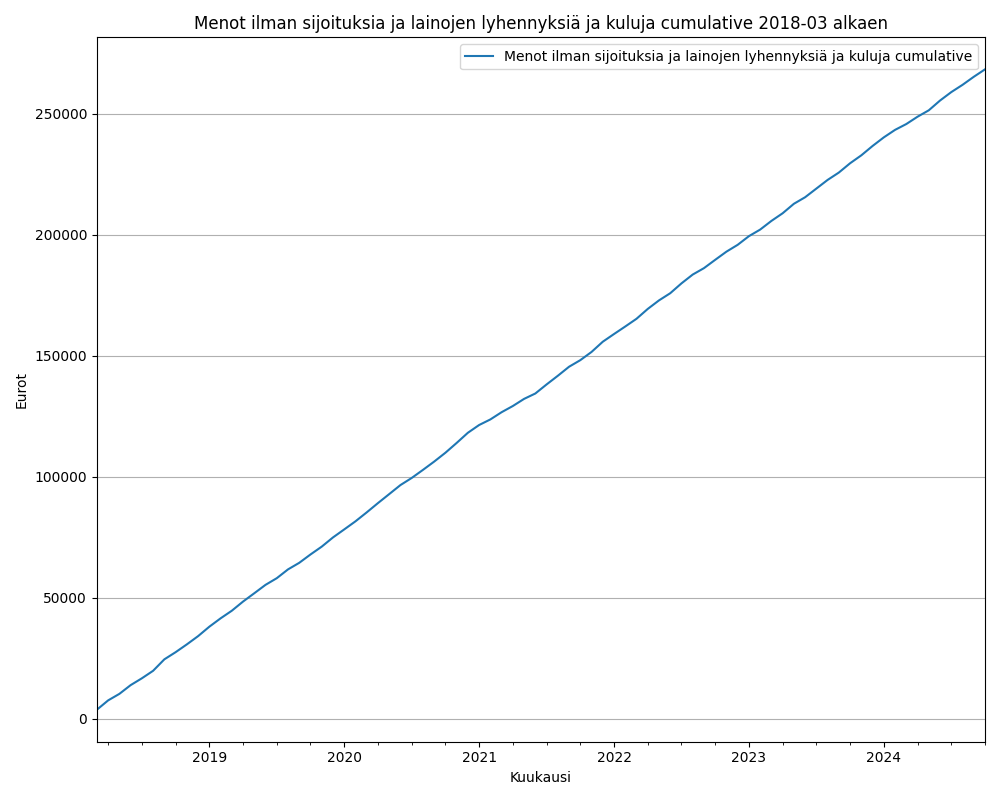 Menot ilman sijoituksia ja lainojen lyhennyksiä ja kuluja cumulative 2018-03 alkaen
Menot ilman sijoituksia ja lainojen lyhennyksiä ja kuluja cumulative
250000
200000
150000
100000
50000
0
Eurot
2019 2020 2021 2022 2023 2024
Kuukausi